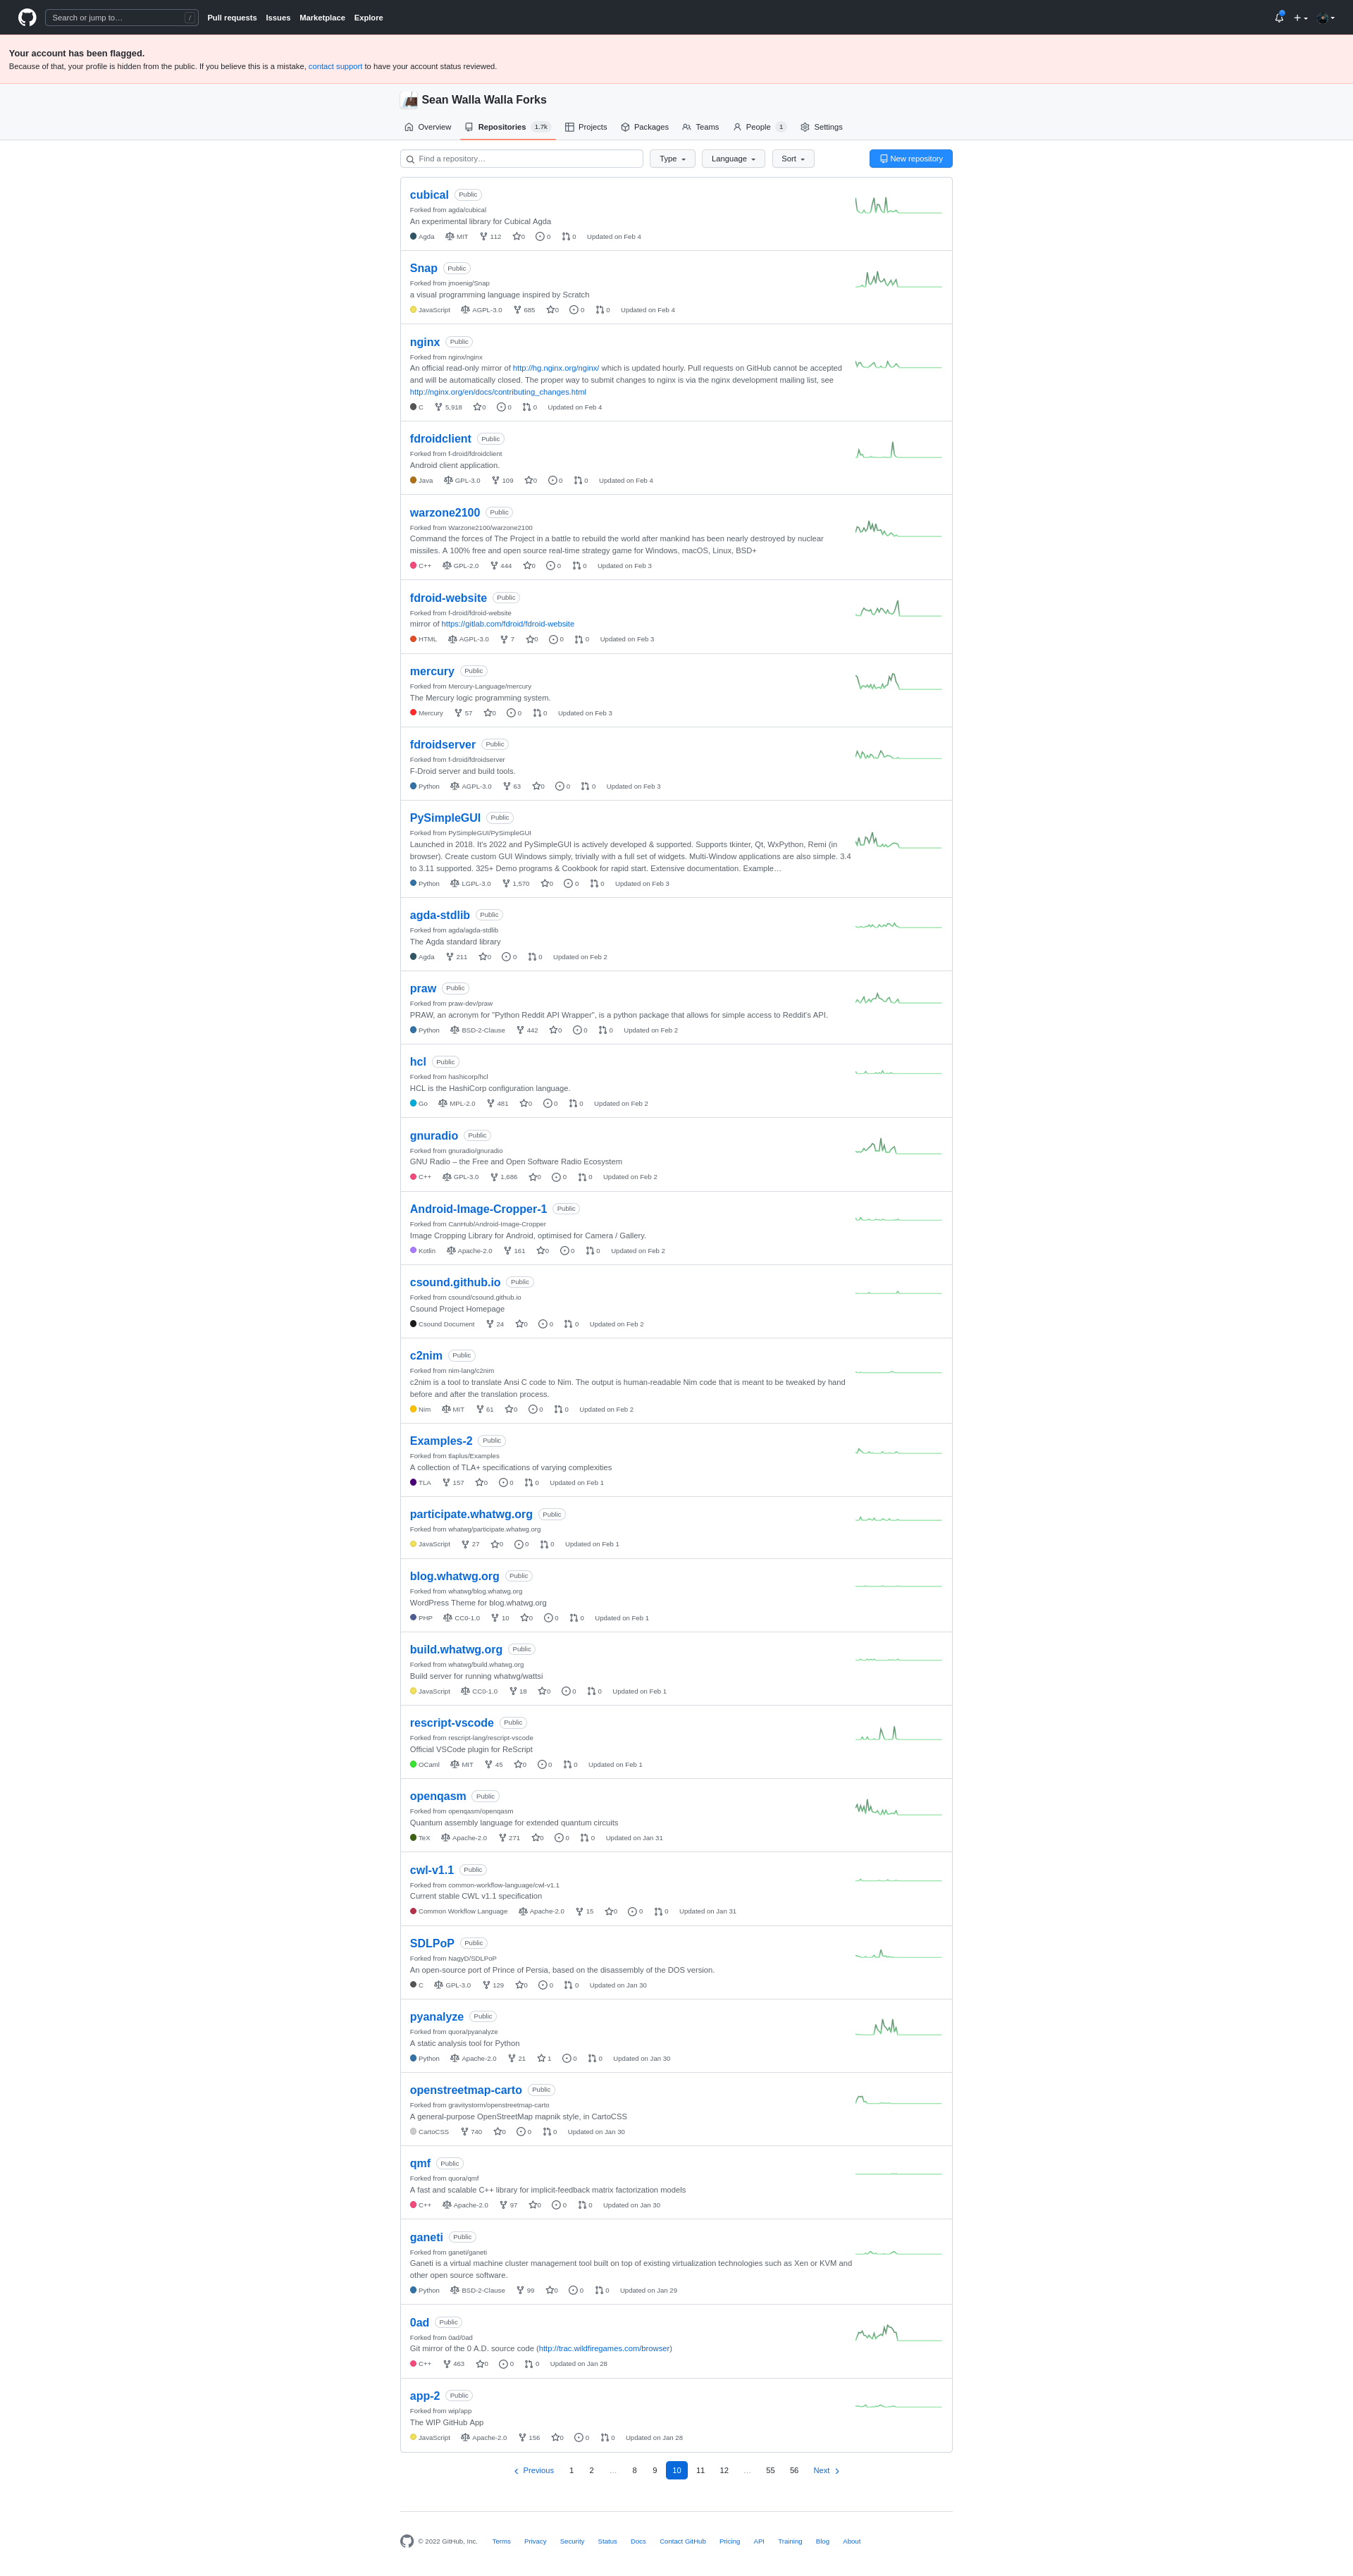 Search or jump to…
/
Pull requests Issues Marketplace Explore
Your account has been flagged.
Because of that, your profile is hidden from the public. If you believe this is a mistake, contact support to have your account status reviewed.
Sean Walla Walla Forks
Overview Repositories 1.7k Projects Packages Teams People 1 Settings
Find a repository… Type Language Sort New repository
cubical Public
Forked from agda/cubical
An experimental library for Cubical Agda
Agda MIT 112 0 0 0 Updated on Feb 4
Snap Public
Forked from jmoenig/Snap
a visual programming language inspired by Scratch
JavaScript AGPL-3.0 685 0 0 0 Updated on Feb 4
nginx Public
Forked from nginx/nginx
An official read-only mirror of http://hg.nginx.org/nginx/ which is updated hourly. Pull requests on GitHub cannot be accepted
and will be automatically closed. The proper way to submit changes to nginx is via the nginx development mailing list, see
http://nginx.org/en/docs/contributing_changes.html
C 5,918 0 0 0 Updated on Feb 4
fdroidclient Public
Forked from f-droid/fdroidclient
Android client application.
Java GPL-3.0 109 0 0 0 Updated on Feb 4
warzone2100 Public
Forked from Warzone2100/warzone2100
Command the forces of The Project in a battle to rebuild the world after mankind has been nearly destroyed by nuclear
missiles. A 100% free and open source real-time strategy game for Windows, macOS, Linux, BSD+
C++ GPL-2.0 444 0 0 0 Updated on Feb 3
fdroid-website Public
Forked from f-droid/fdroid-website
mirror of https://gitlab.com/fdroid/fdroid-website
HTML AGPL-3.0 7 0 0 0 Updated on Feb 3
mercury Public
Forked from Mercury-Language/mercury
The Mercury logic programming system.
Mercury 57 0 0 0 Updated on Feb 3
fdroidserver Public
Forked from f-droid/fdroidserver
F-Droid server and build tools.
Python AGPL-3.0 63 0 0 0 Updated on Feb 3
PySimpleGUI Public
Forked from PySimpleGUI/PySimpleGUI
Launched in 2018. It's 2022 and PySimpleGUI is actively developed & supported. Supports tkinter, Qt, WxPython, Remi (in
browser). Create custom GUI Windows simply, trivially with a full set of widgets. Multi-Window applications are also simple. 3.4
to 3.11 supported. 325+ Demo programs & Cookbook for rapid start. Extensive documentation. Example…
Python LGPL-3.0 1,570 0 0 0 Updated on Feb 3
agda-stdlib Public
Forked from agda/agda-stdlib
The Agda standard library
Agda 211 0 0 0 Updated on Feb 2
praw Public
Forked from praw-dev/praw
PRAW, an acronym for "Python Reddit API Wrapper", is a python package that allows for simple access to Reddit's API.
Python BSD-2-Clause 442 0 0 0 Updated on Feb 2
hcl Public
Forked from hashicorp/hcl
HCL is the HashiCorp configuration language.
Go MPL-2.0 481 0 0 0 Updated on Feb 2
gnuradio Public
Forked from gnuradio/gnuradio
GNU Radio – the Free and Open Software Radio Ecosystem
C++ GPL-3.0 1,686 0 0 0 Updated on Feb 2
Android-Image-Cropper-1 Public
Forked from CanHub/Android-Image-Cropper
Image Cropping Library for Android, optimised for Camera / Gallery.
Kotlin Apache-2.0 161 0 0 0 Updated on Feb 2
csound.github.io Public
Forked from csound/csound.github.io
Csound Project Homepage
Csound Document 24 0 0 0 Updated on Feb 2
c2nim Public
Forked from nim-lang/c2nim
c2nim is a tool to translate Ansi C code to Nim. The output is human-readable Nim code that is meant to be tweaked by hand
before and after the translation process.
Nim MIT 61 0 0 0 Updated on Feb 2
Examples-2 Public
Forked from tlaplus/Examples
A collection of TLA+ specifications of varying complexities
TLA 157 0 0 0 Updated on Feb 1
participate.whatwg.org Public
Forked from whatwg/participate.whatwg.org
JavaScript 27 0 0 0 Updated on Feb 1
blog.whatwg.org Public
Forked from whatwg/blog.whatwg.org
WordPress Theme for blog.whatwg.org
PHP CC0-1.0 10 0 0 0 Updated on Feb 1
build.whatwg.org Public
Forked from whatwg/build.whatwg.org
Build server for running whatwg/wattsi
JavaScript CC0-1.0 18 0 0 0 Updated on Feb 1
rescript-vscode Public
Forked from rescript-lang/rescript-vscode
Official VSCode plugin for ReScript
OCaml MIT 45 0 0 0 Updated on Feb 1
openqasm Public
Forked from openqasm/openqasm
Quantum assembly language for extended quantum circuits
TeX Apache-2.0 271 0 0 0 Updated on Jan 31
cwl-v1.1 Public
Forked from common-workflow-language/cwl-v1.1
Current stable CWL v1.1 specification
Common Workflow Language Apache-2.0 15 0 0 0 Updated on Jan 31
SDLPoP Public
Forked from NagyD/SDLPoP
An open-source port of Prince of Persia, based on the disassembly of the DOS version.
C GPL-3.0 129 0 0 0 Updated on Jan 30
pyanalyze Public
Forked from quora/pyanalyze
A static analysis tool for Python
Python Apache-2.0 21 1 0 0 Updated on Jan 30
openstreetmap-carto Public
Forked from gravitystorm/openstreetmap-carto
A general-purpose OpenStreetMap mapnik style, in CartoCSS
CartoCSS 740 0 0 0 Updated on Jan 30
qmf Public
Forked from quora/qmf
A fast and scalable C++ library for implicit-feedback matrix factorization models
C++ Apache-2.0 97 0 0 0 Updated on Jan 30
ganeti Public
Forked from ganeti/ganeti
Ganeti is a virtual machine cluster management tool built on top of existing virtualization technologies such as Xen or KVM and
other open source software.
Python BSD-2-Clause 99 0 0 0 Updated on Jan 29
0ad Public
Forked from 0ad/0ad
Git mirror of the 0 A.D. source code (http://trac.wildfiregames.com/browser)
C++ 463 0 0 0 Updated on Jan 28
app-2 Public
Forked from wip/app
The WIP GitHub App
JavaScript Apache-2.0 156 0 0 0 Updated on Jan 28
Previous 1 2 … 8 9 10 11 12 … 55 56 Next
© 2022 GitHub, Inc. Terms Privacy Security Status Docs Contact GitHub Pricing API Training Blog About